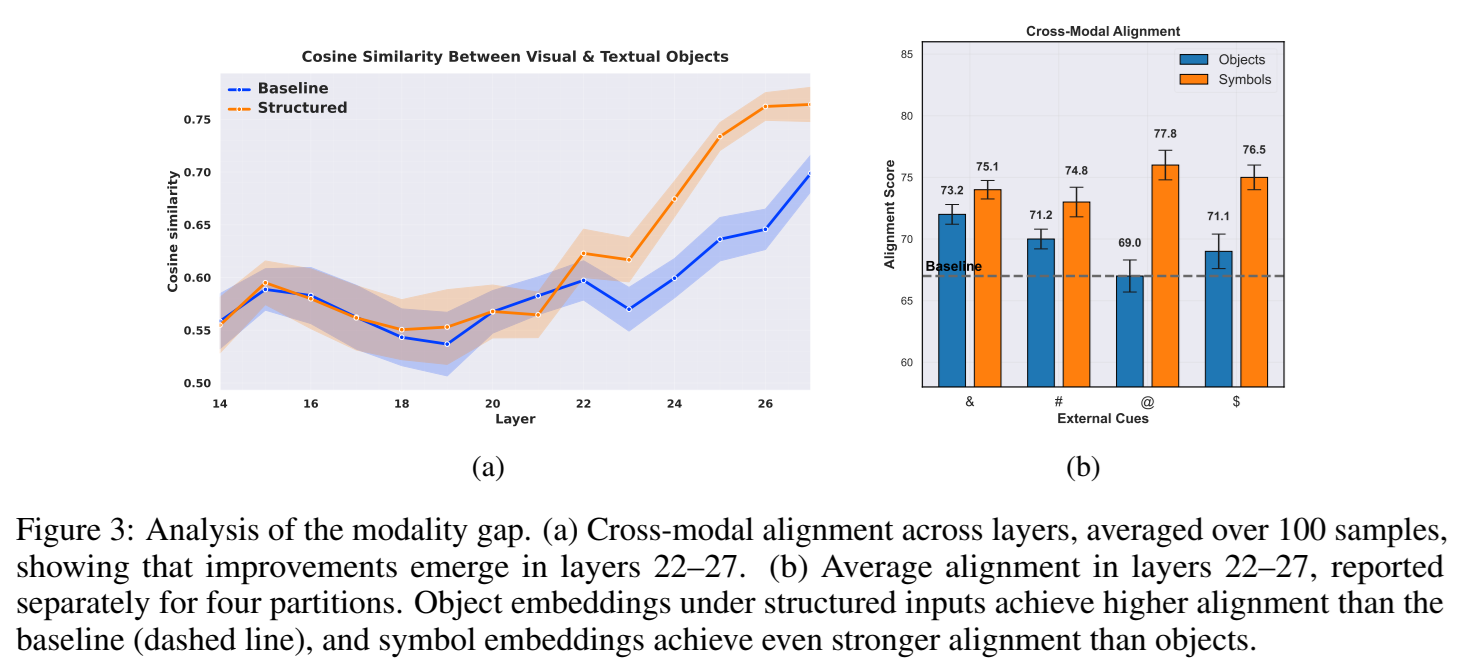 Cosine Similarity Between Visual & Textual Objects
Baseline
Structured
Cosine similarity
0.75
0.70
0.65
0.60
0.55
0.50
14 16 18 20 22 24 26
Layer
(a)
Cross-Modal Alignment
Objects
Symbols
Alignment Score
85
80
75
70
65
60
73.2
75.1
71.2
74.8
69.0
77.8
71.1
76.5
Baseline
& # @ $
External Cues
(b)
Figure 3: Analysis of the modality gap. (a) Cross-modal alignment across layers, averaged over 100 samples,
showing that improvements emerge in layers 22–27. (b) Average alignment in layers 22–27, reported
separately for four partitions. Object embeddings under structured inputs achieve higher alignment than the
baseline (dashed line), and symbol embeddings achieve even stronger alignment than objects.